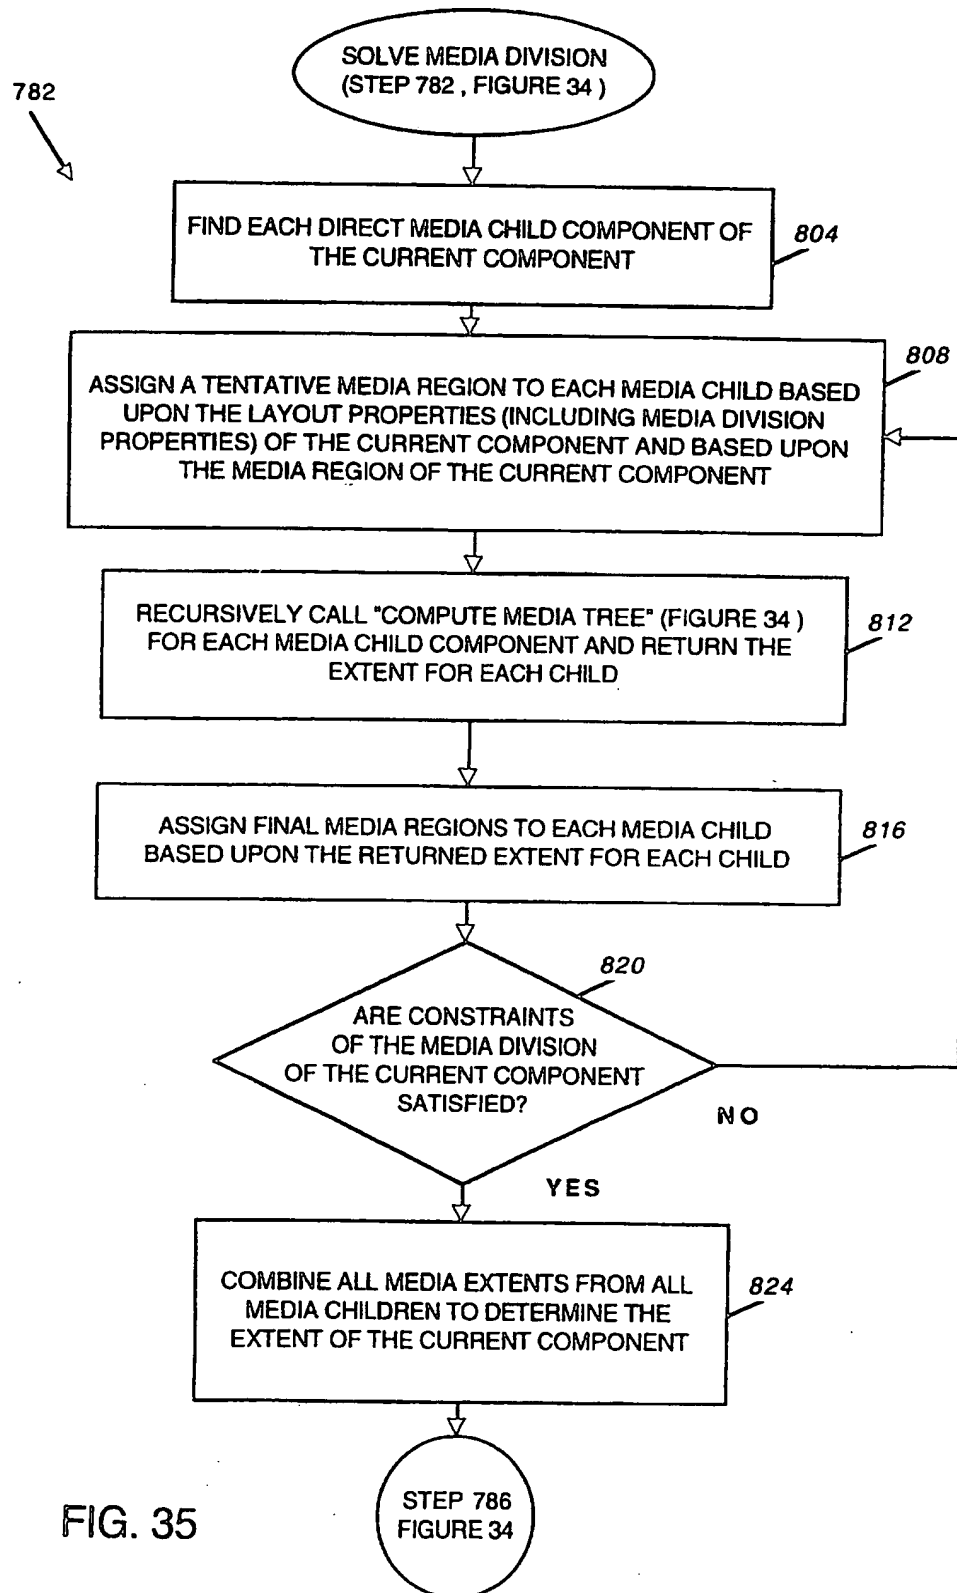 SOLVE MEDIA DIVISION
(STEP 782 , FIGURE 34 )
782
FIND EACH DIRECT MEDIA CHILD COMPONENT OF
THE CURRENT COMPONENT
804
ASSIGN A TENTATIVE MEDIA REGION TO EACH MEDIA CHILD BASED
UPON THE LAYOUT PROPERTIES (INCLUDING MEDIA DIVISION
PROPERTIES) OF THE CURRENT COMPONENT AND BASED UPON
THE MEDIA REGION OF THE CURRENT COMPONENT
808
RECURSIVELY CALL "COMPUTE MEDIA TREE" (FIGURE 34 )
FOR EACH MEDIA CHILD COMPONENT AND RETURN THE
EXTENT FOR EACH CHILD
812
ASSIGN FINAL MEDIA REGIONS TO EACH MEDIA CHILD
BASED UPON THE RETURNED EXTENT FOR EACH CHILD
816
820
ARE CONSTRAINTS
OF THE MEDIA DIVISION
OF THE CURRENT COMPONENT
SATISFIED?
NO
YES
COMBINE ALL MEDIA EXTENTS FROM ALL
MEDIA CHILDREN TO DETERMINE THE
EXTENT OF THE CURRENT COMPONENT
824
STEP 786
FIGURE 34
FIG. 35